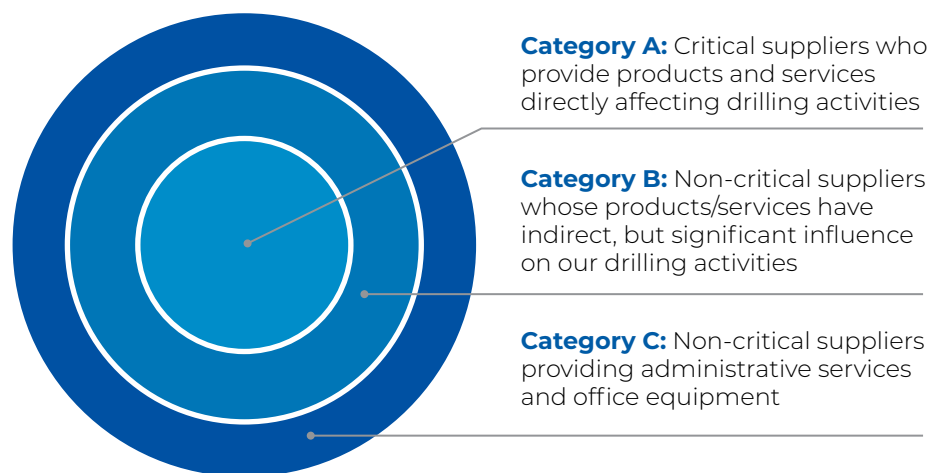 Category A: Critical suppliers who
provide products and services
directly affecting drilling activities
Category B: Non-critical suppliers
whose products/services have
indirect, but significant influence
on our drilling activities
Category C: Non-critical suppliers
providing administrative services
and office equipment